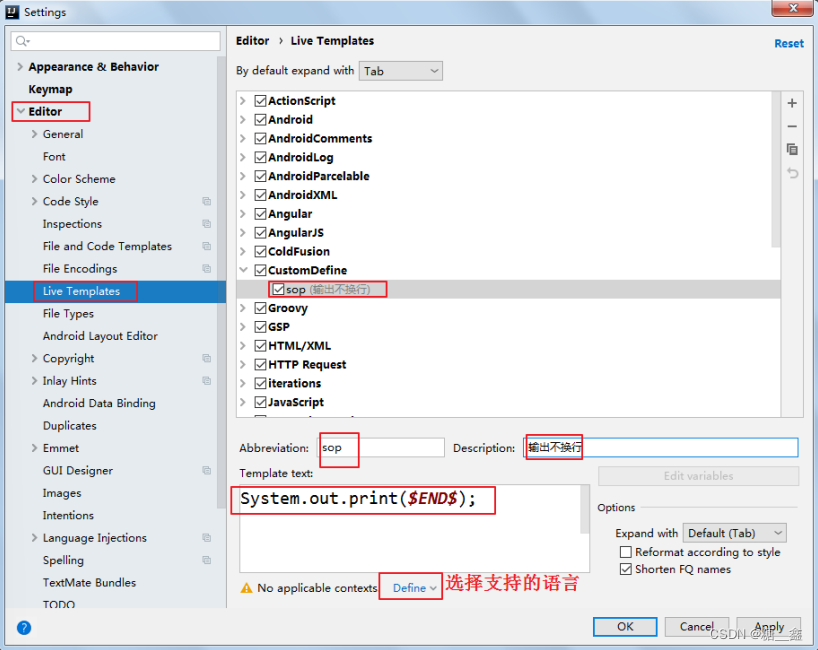 Settings
Appearance & Behavior
Keymap
Editor
General
Font
Color Scheme
Code Style
Inspections
File and Code Templates
File Encodings
Live Templates
File Types
Android Layout Editor
Copyright
Inlay Hints
Android Data Binding
Duplicates
Emmet
GUI Designer
Images
Intentions
Language Injections
Spelling
TextMate Bundles
TODO
Editor › Live Templates
Reset
By default expand with Tab
ActionScript
Android
AndroidComments
AndroidLog
AndroidParcelable
AndroidXML
Angular
AngularJS
ColdFusion
CustomDefine
sop (输出不换行)
Groovy
GSP
HTML/XML
HTTP Request
iterations
JavaScript
Abbreviation: sop Description: 输出不换行
Template text:
Edit variables
System.out.print($END$);
Options
Expand with Default (Tab)
Reformat according to style
Shorten FQ names
No applicable contexts Define 选择支持的语言
OK Cancel Apply
CSDN @糖__鑫